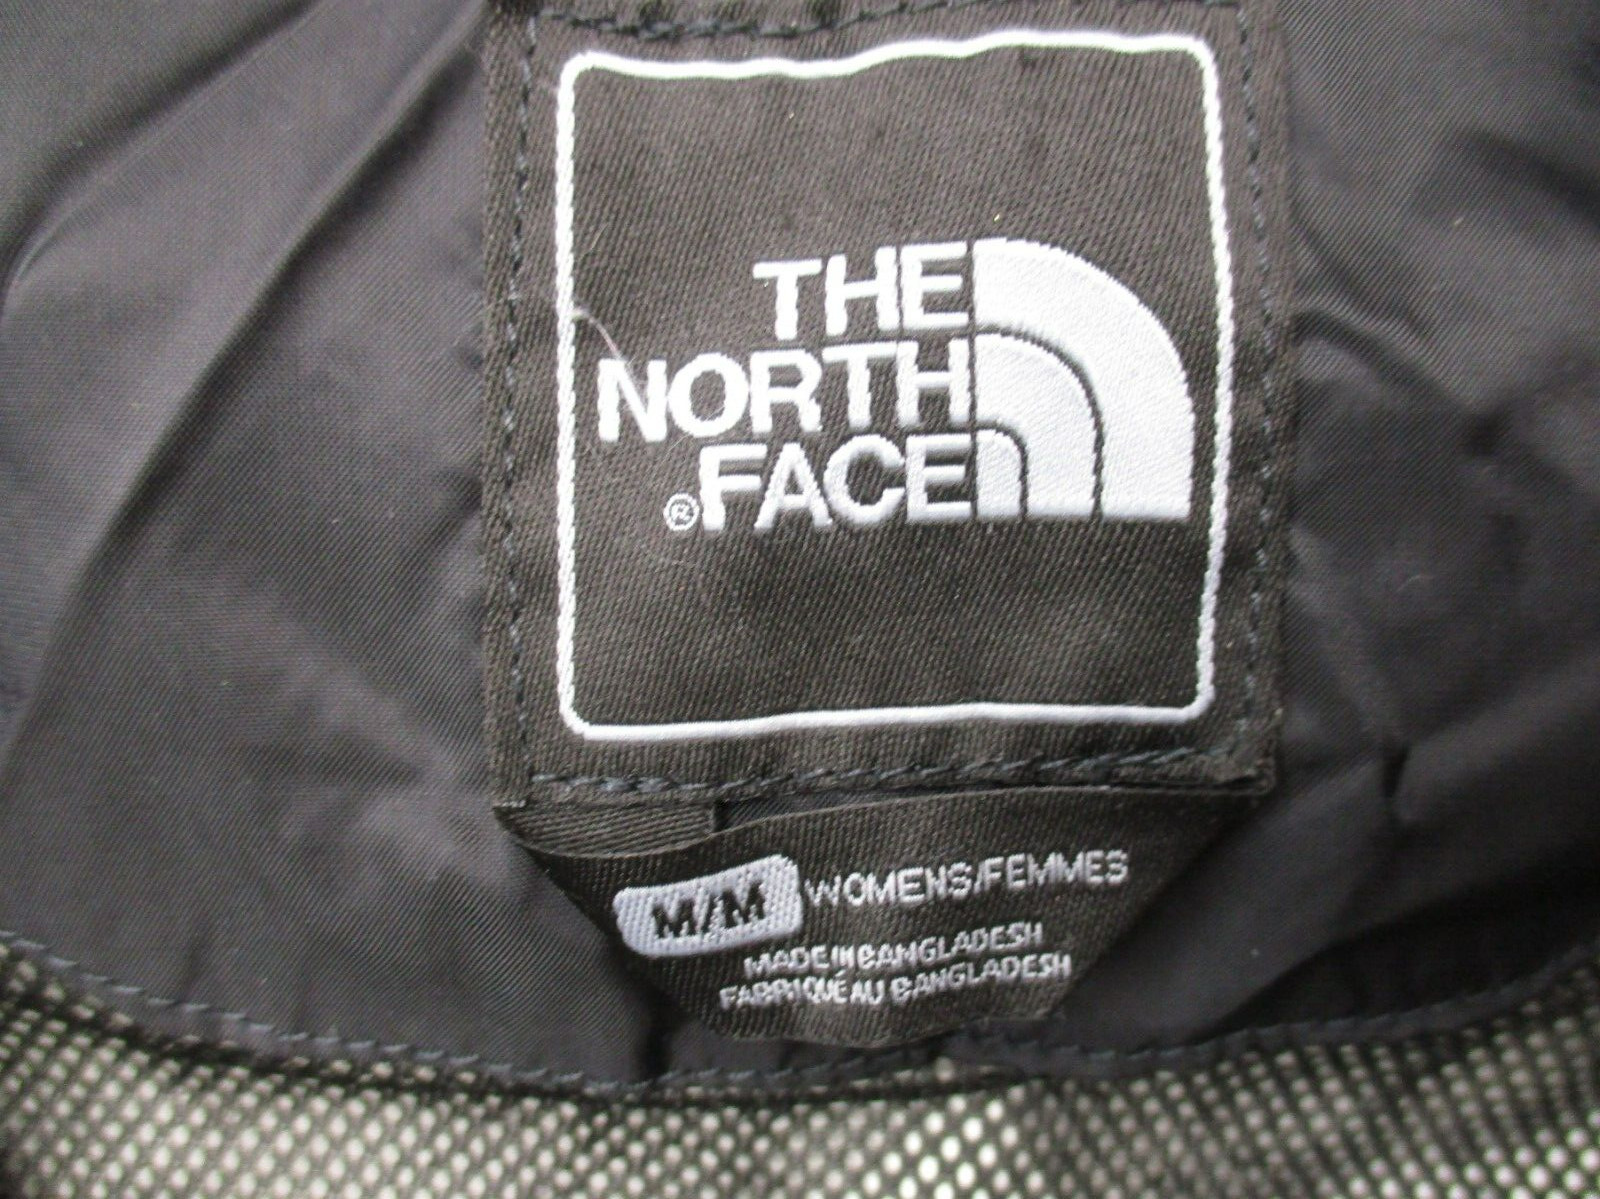 THE
NORTH
®FACE
M/M WOMENS/FEMMES
MADE IN BANGLADESH
FABRIQUÉ AU BANGLADESH